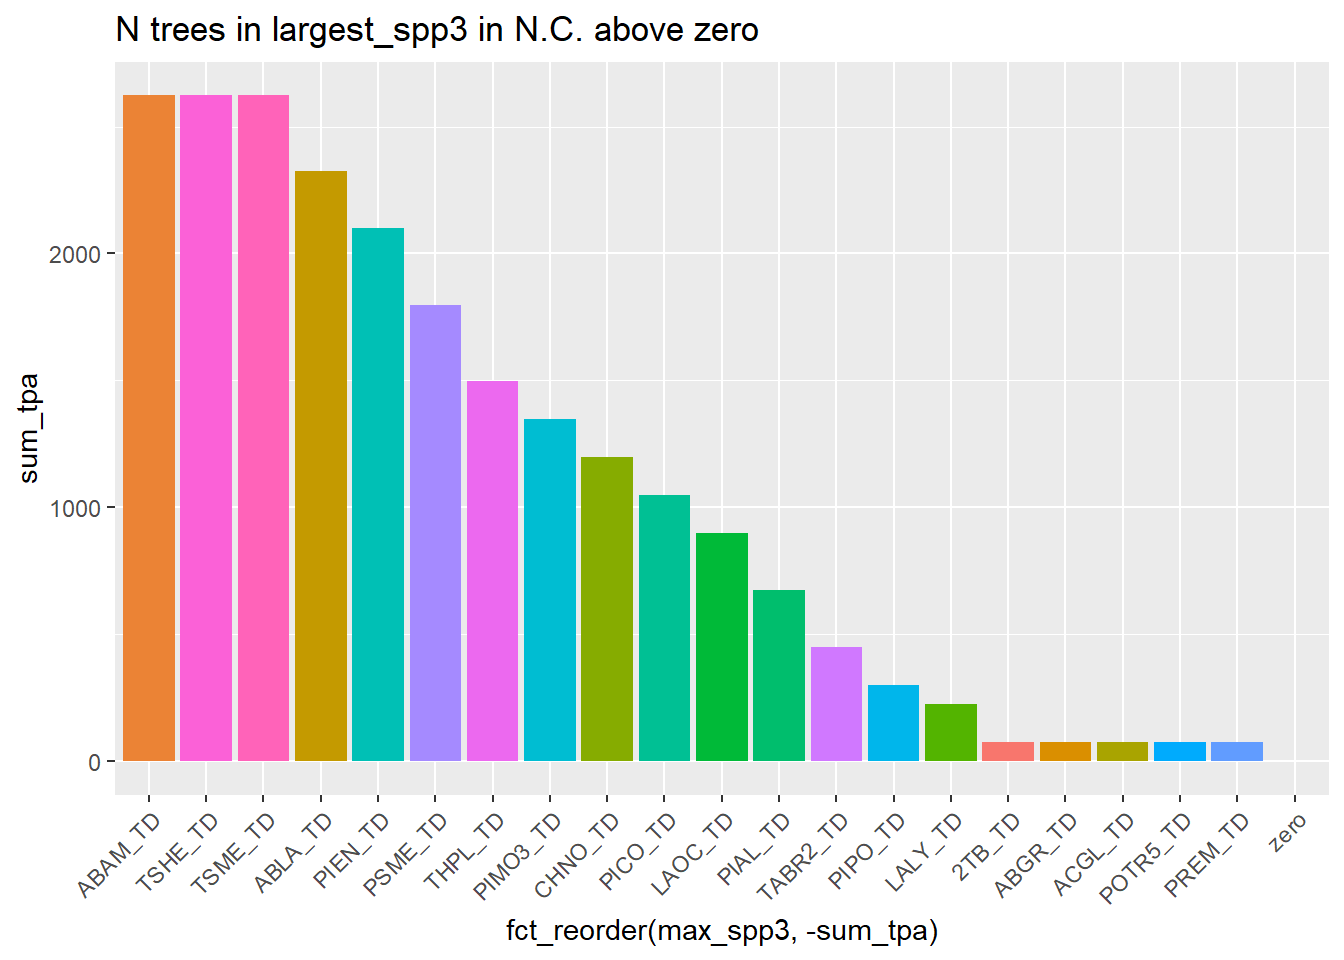 N trees in largest_spp3 in N.C. above zero
sum_tpa
2000
1000
0
ABAM_TD
TSHE_TD
TSME_TD
ABLA_TD
PIEN_TD
PSME_TD
THPL_TD
PIMO3_TD
CHNO_TD
PICO_TD
LAOC_TD
PIAL_TD
TABR2_TD
PIPO_TD
LALY_TD
2TB_TD
ABGR_TD
ACGL_TD
POTR5_TD
PREM_TD
zero
fct_reorder(max_spp3, -sum_tpa)